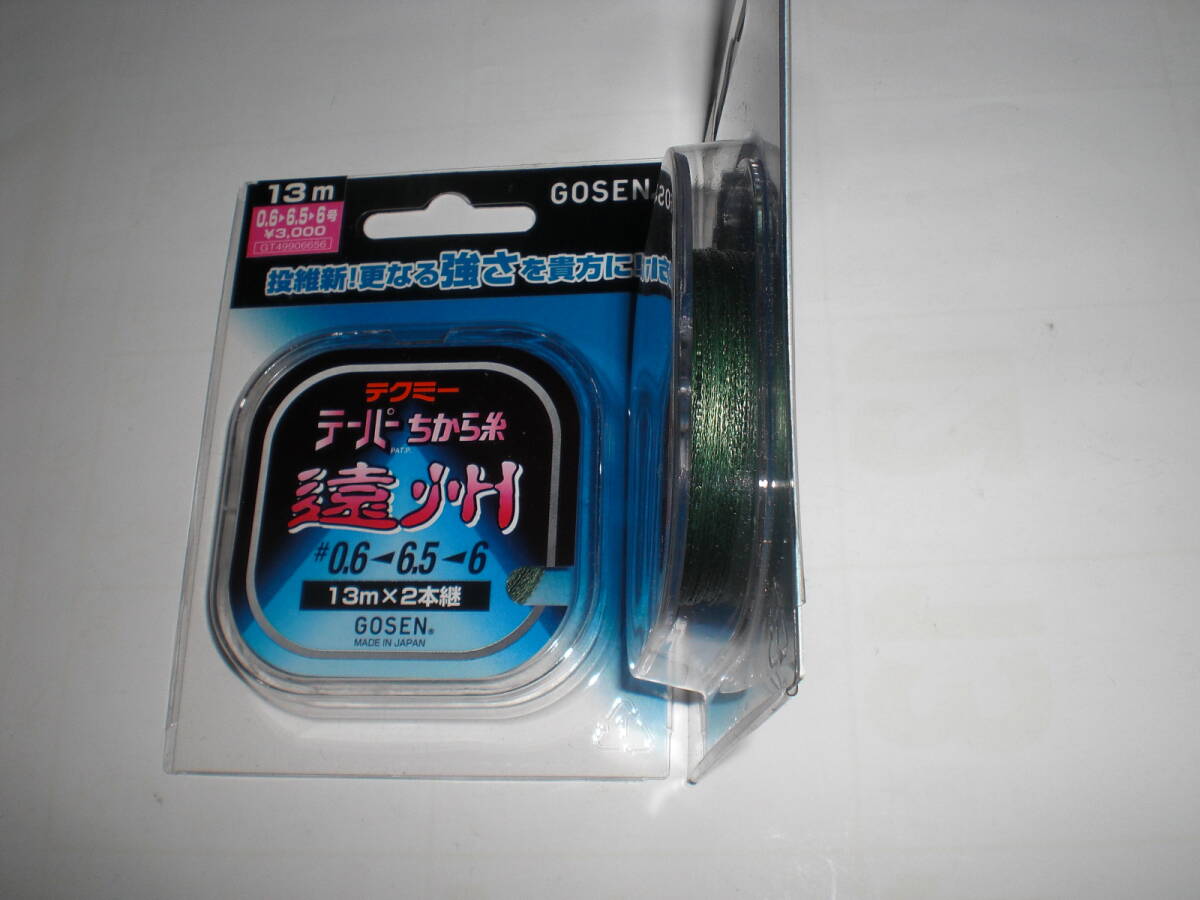 13m
0.6▶6.5▶6号
¥3,000
GT49906656
GOSEN
投維新!更なる強さを貴方に
テクミー
テーパーちから糸
PAT.P.
遠州
#0.6◄6.5◄6
13m×2本継
GOSEN®
MADE IN JAPAN